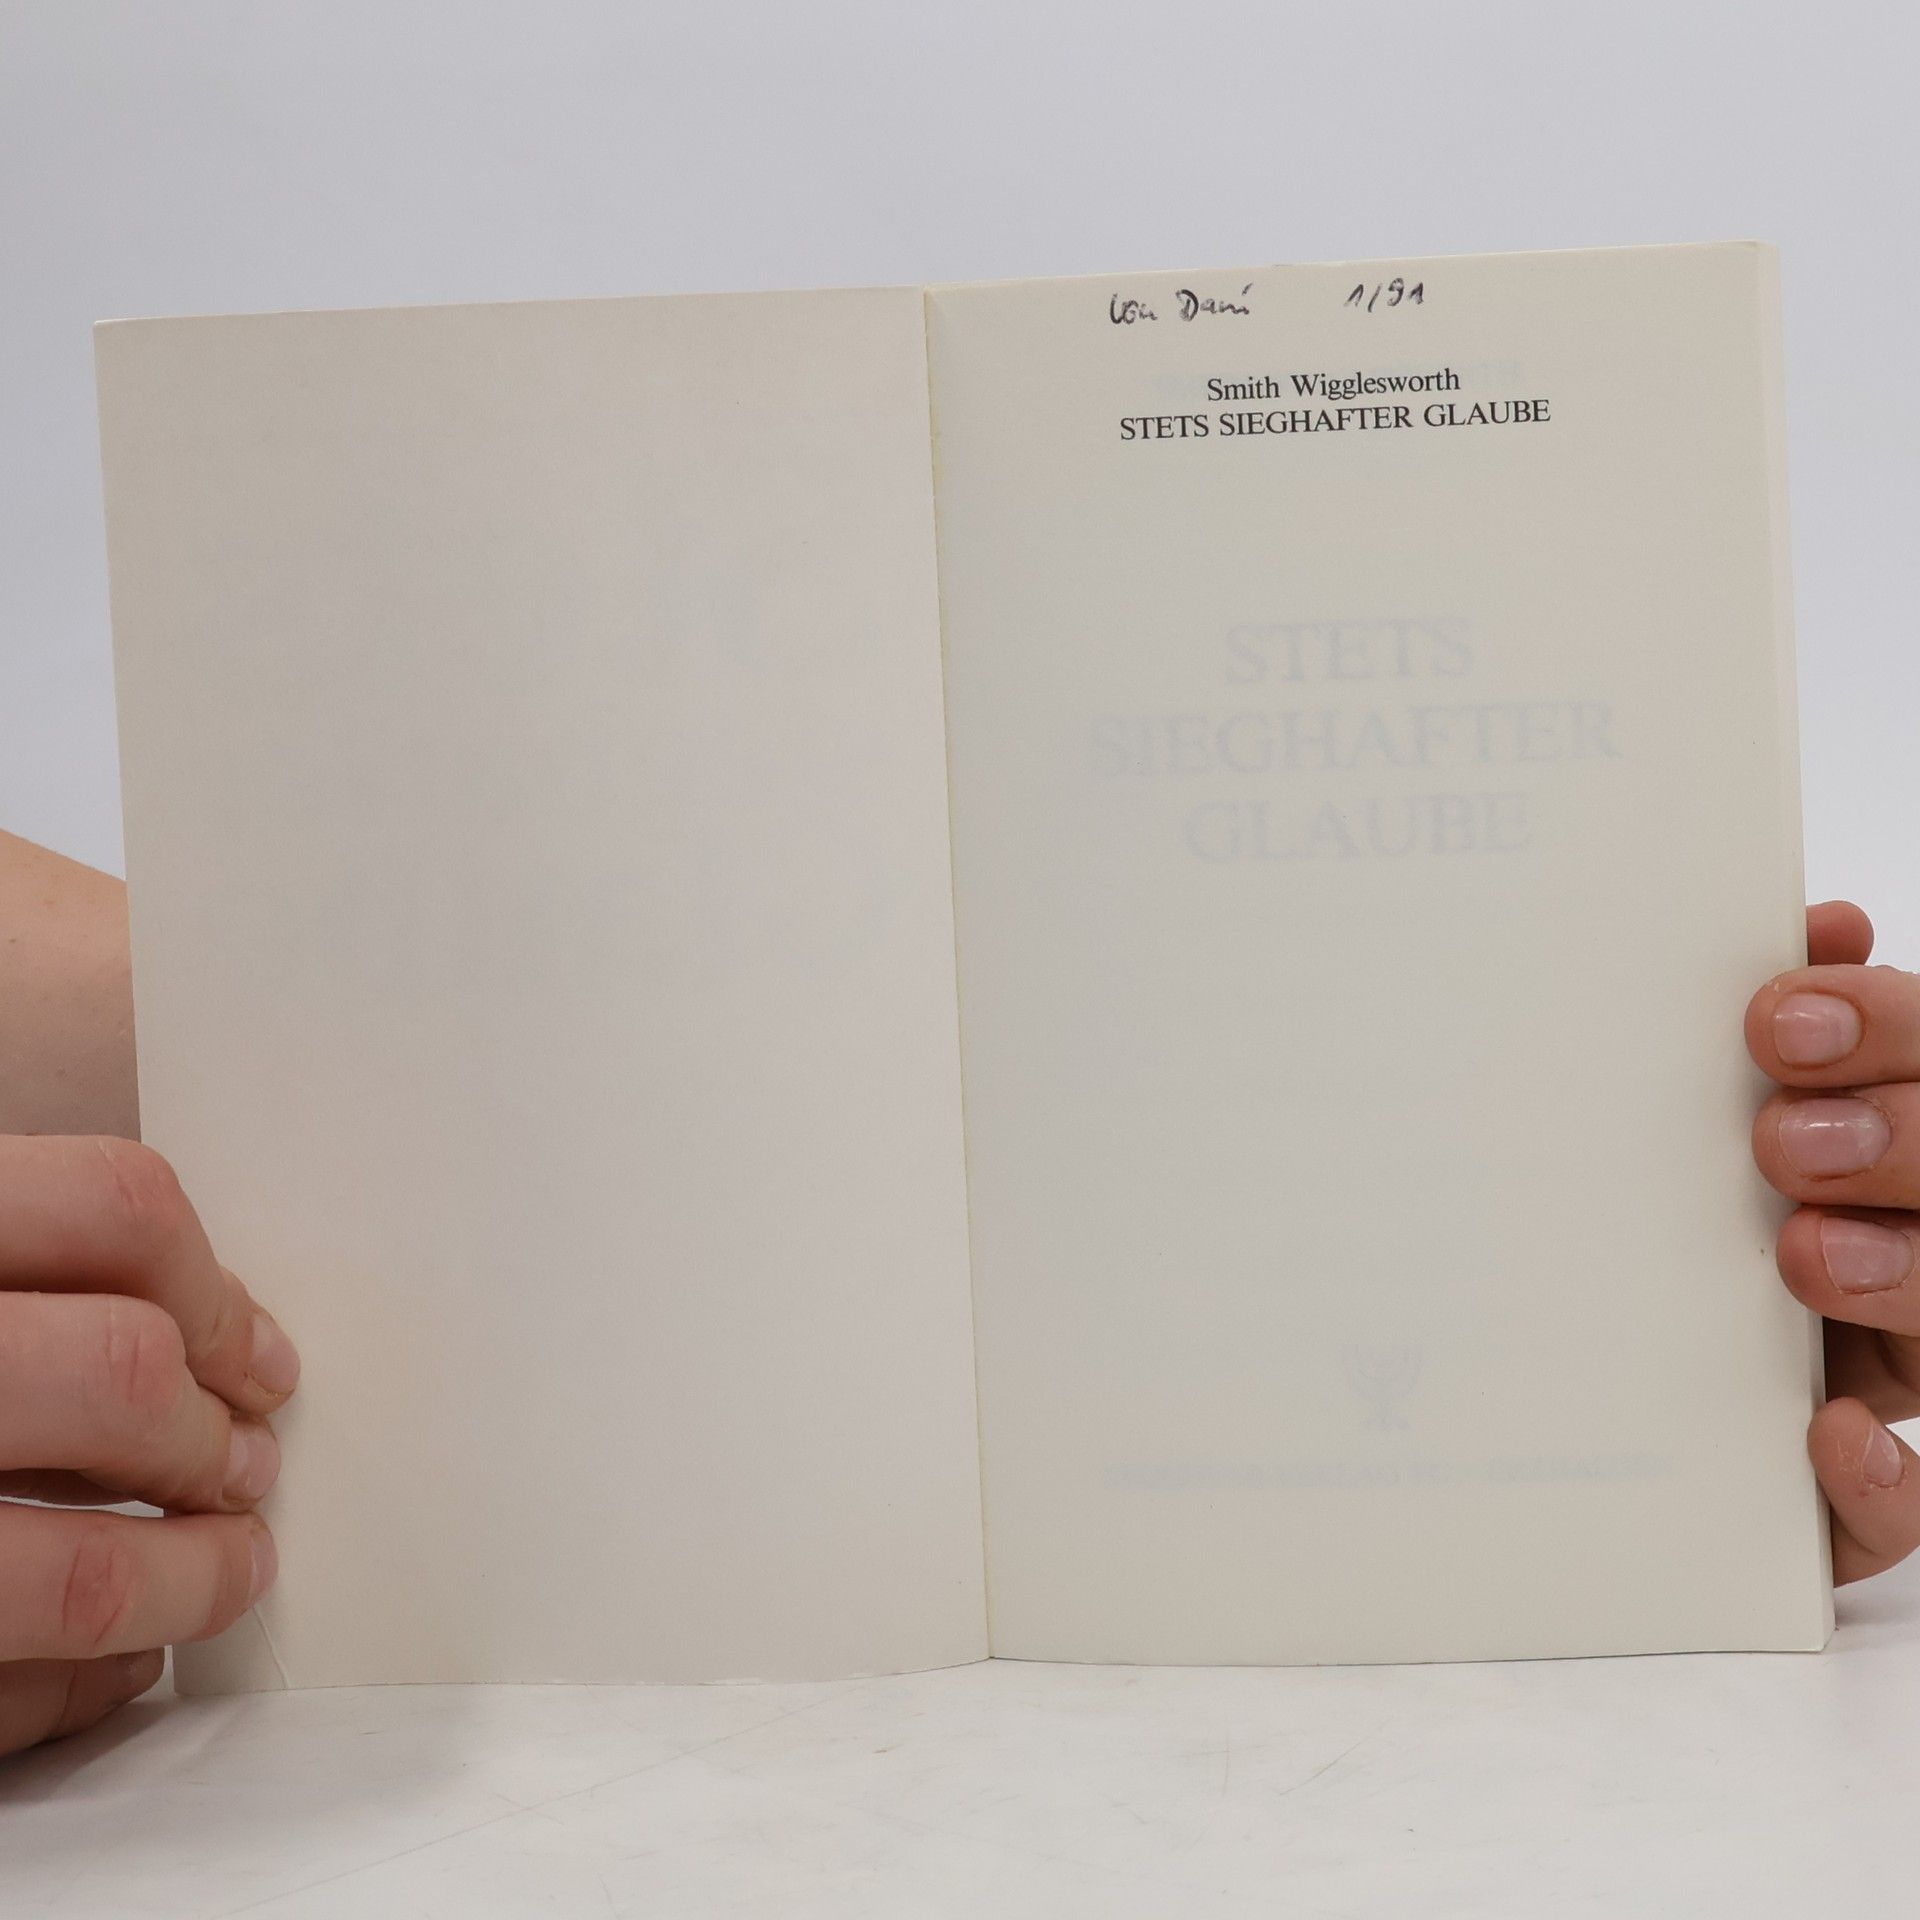 von Dani 1/91
Smith Wigglesworth
STETS SIEGHAFTER GLAUBE
STETS
SIEGHAFTER
GLAUBE